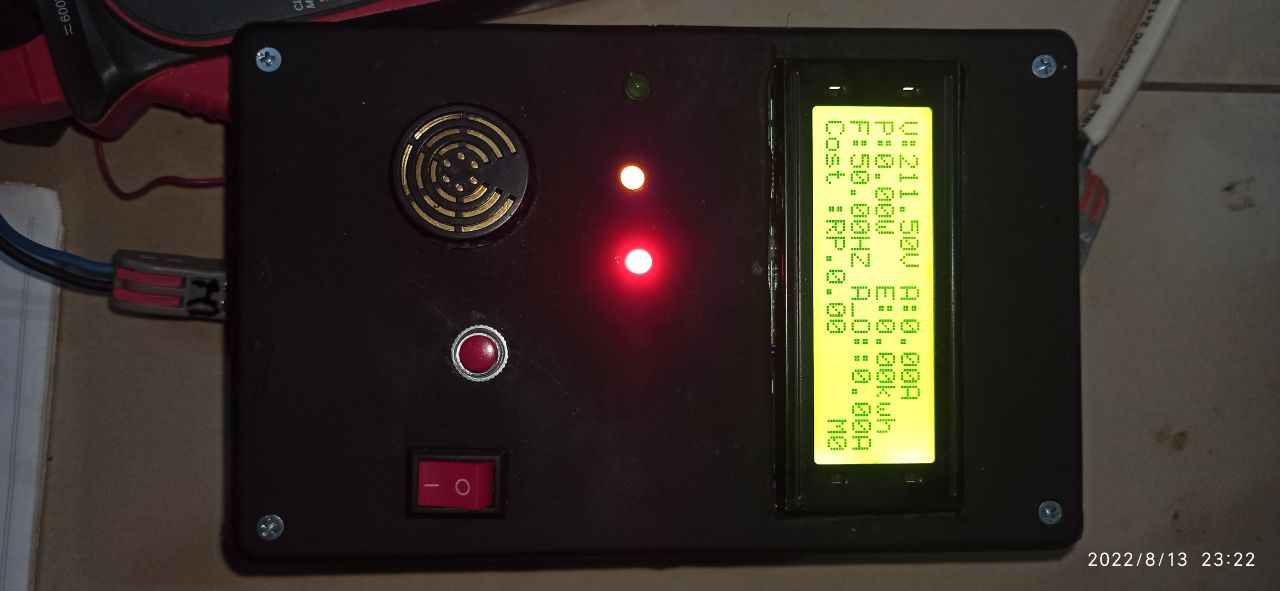 V:211.50V A:0.00A
P:0.00W E:0.00kwh
F:50.00HZ A_O::0.00A
Cost :RP.0.00 M0
I O
2022/8/13 23:22